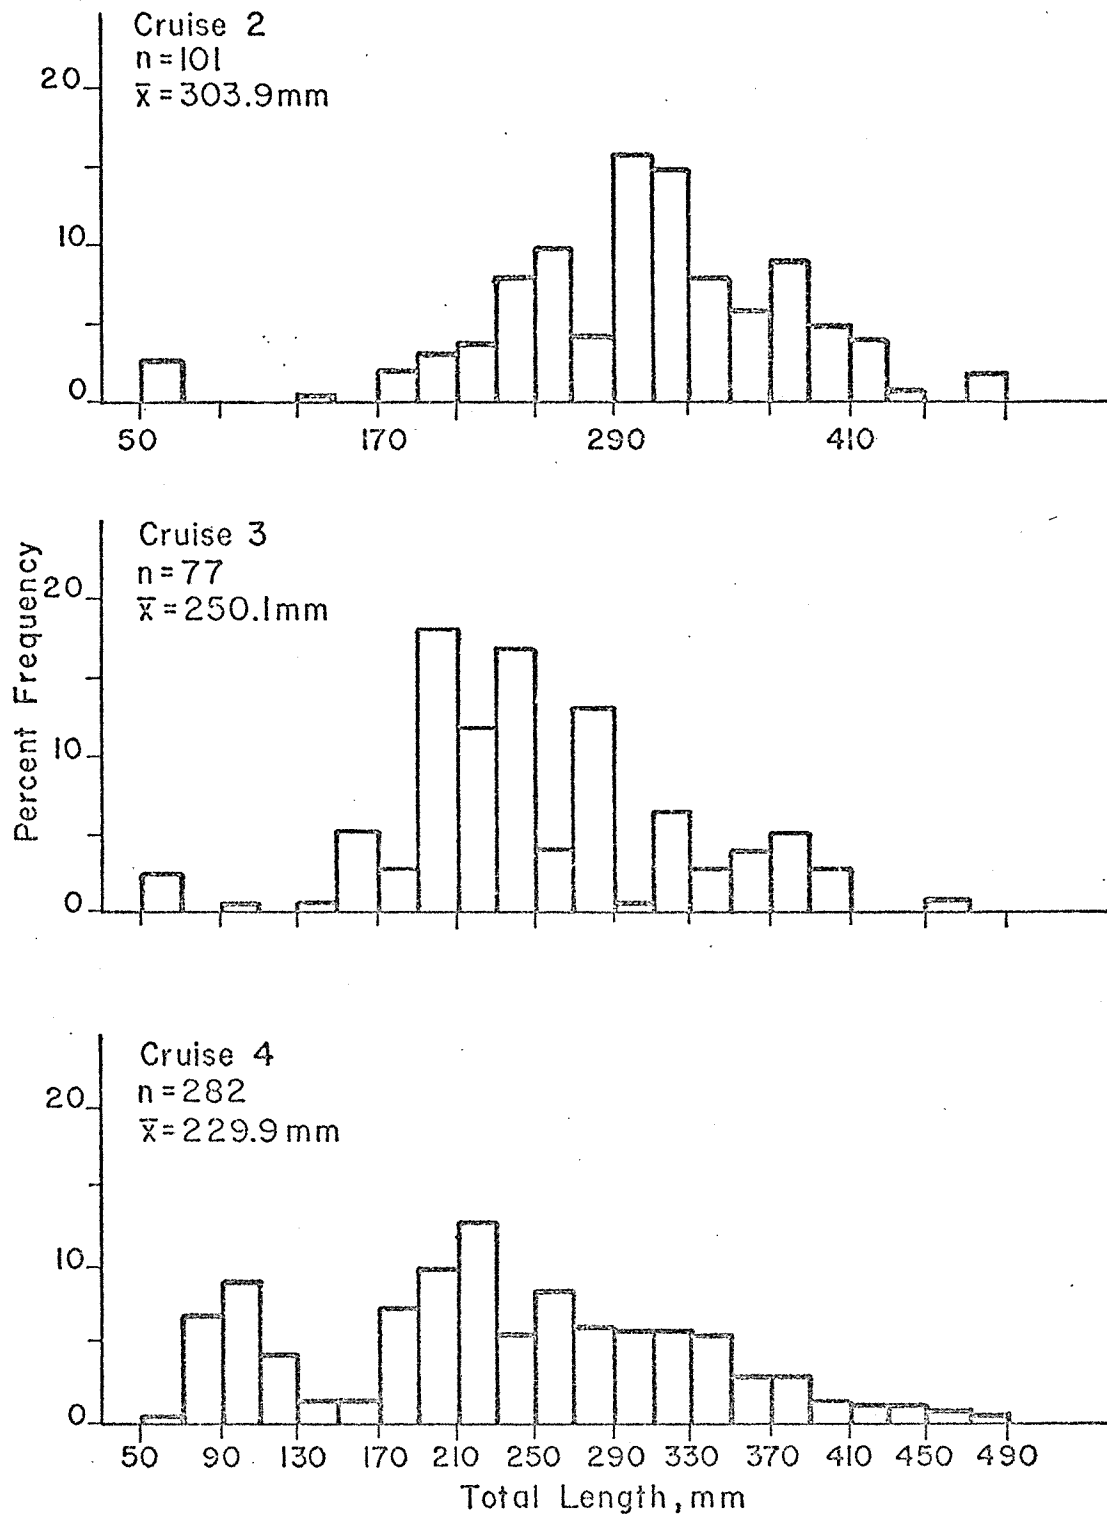 Cruise 2
n=101
x̄=303.9mm
20
10
0
50 170 290 410
Percent Frequency
Cruise 3
n=77
x̄=250.1mm
20
10
0
Cruise 4
n=282
x̄=229.9mm
20
10
0
50 90 130 170 210 250 290 330 370 410 450 490
Total Length, mm